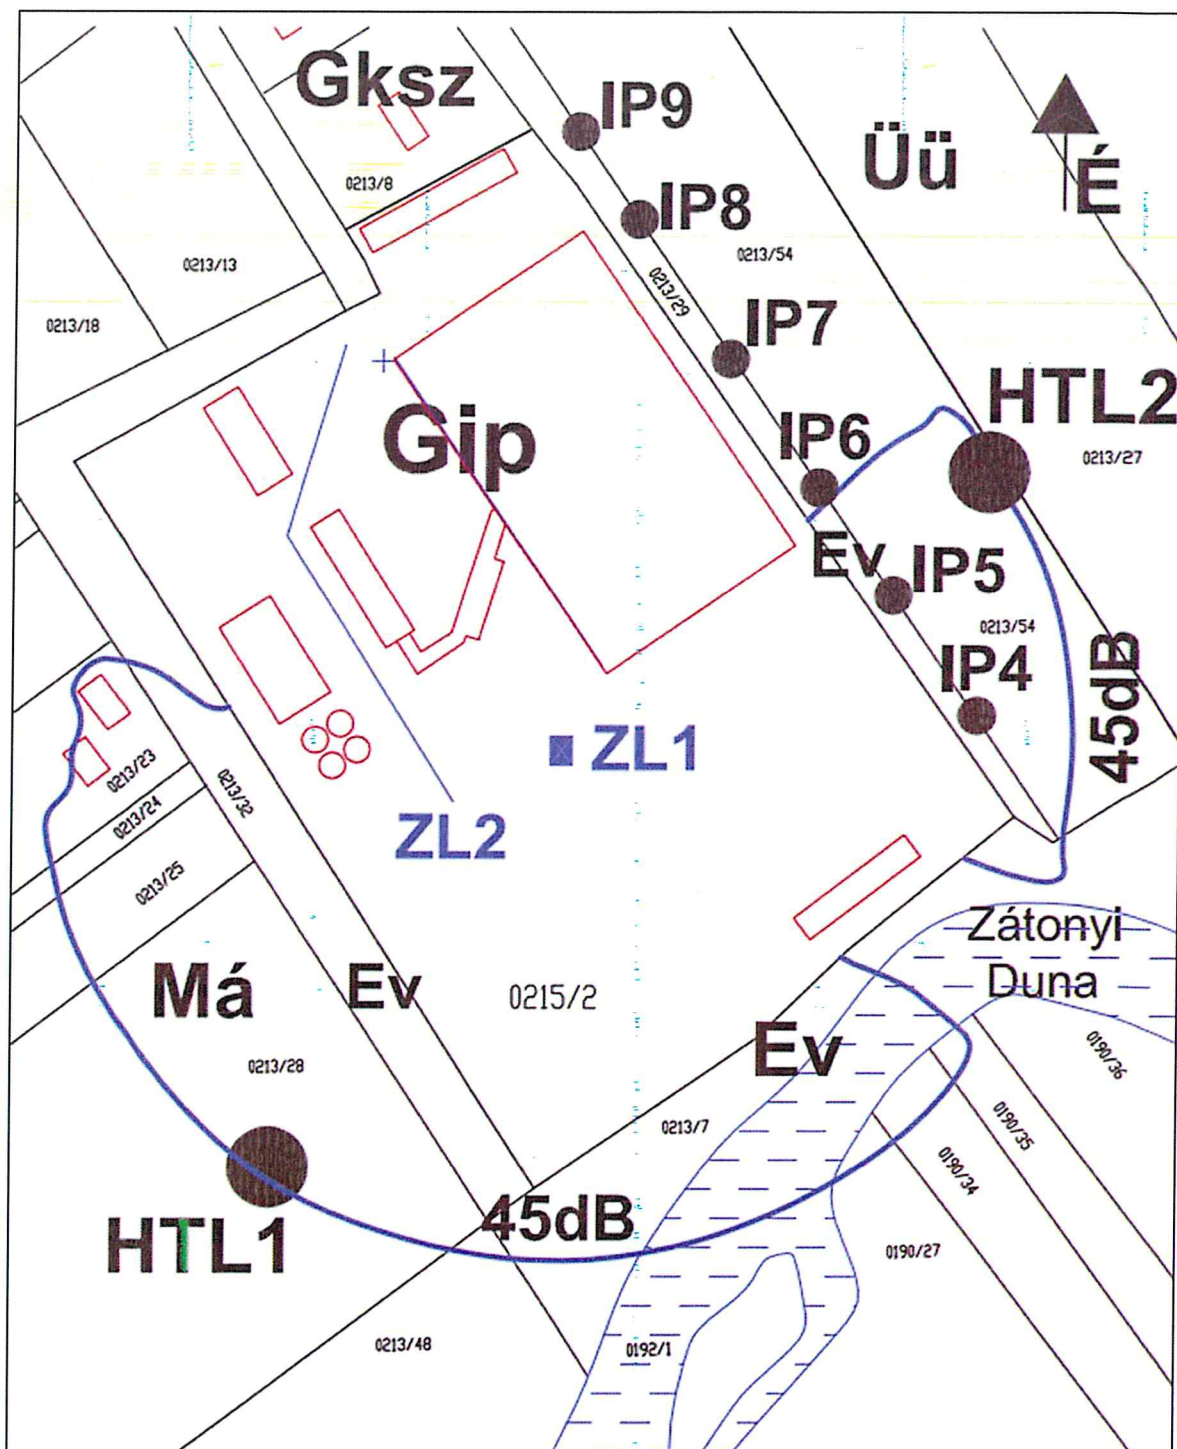 Gksz
IP9
Üü
É
0213/8
IP8
0213/54
0213/13
0213/29
0213/18
IP7
HTL2
Gip
IP6
0213/27
Ev
IP5
0213/54
IP4
45dB
ZL1
0213/23
0213/32
0213/24
ZL2
0213/25
Zátonyi
Duna
Má
Ev
0215/2
Ev
0190/36
0213/28
0213/7
0190/35
0190/34
45dB
HTL1
0190/27
0213/48
0192/1